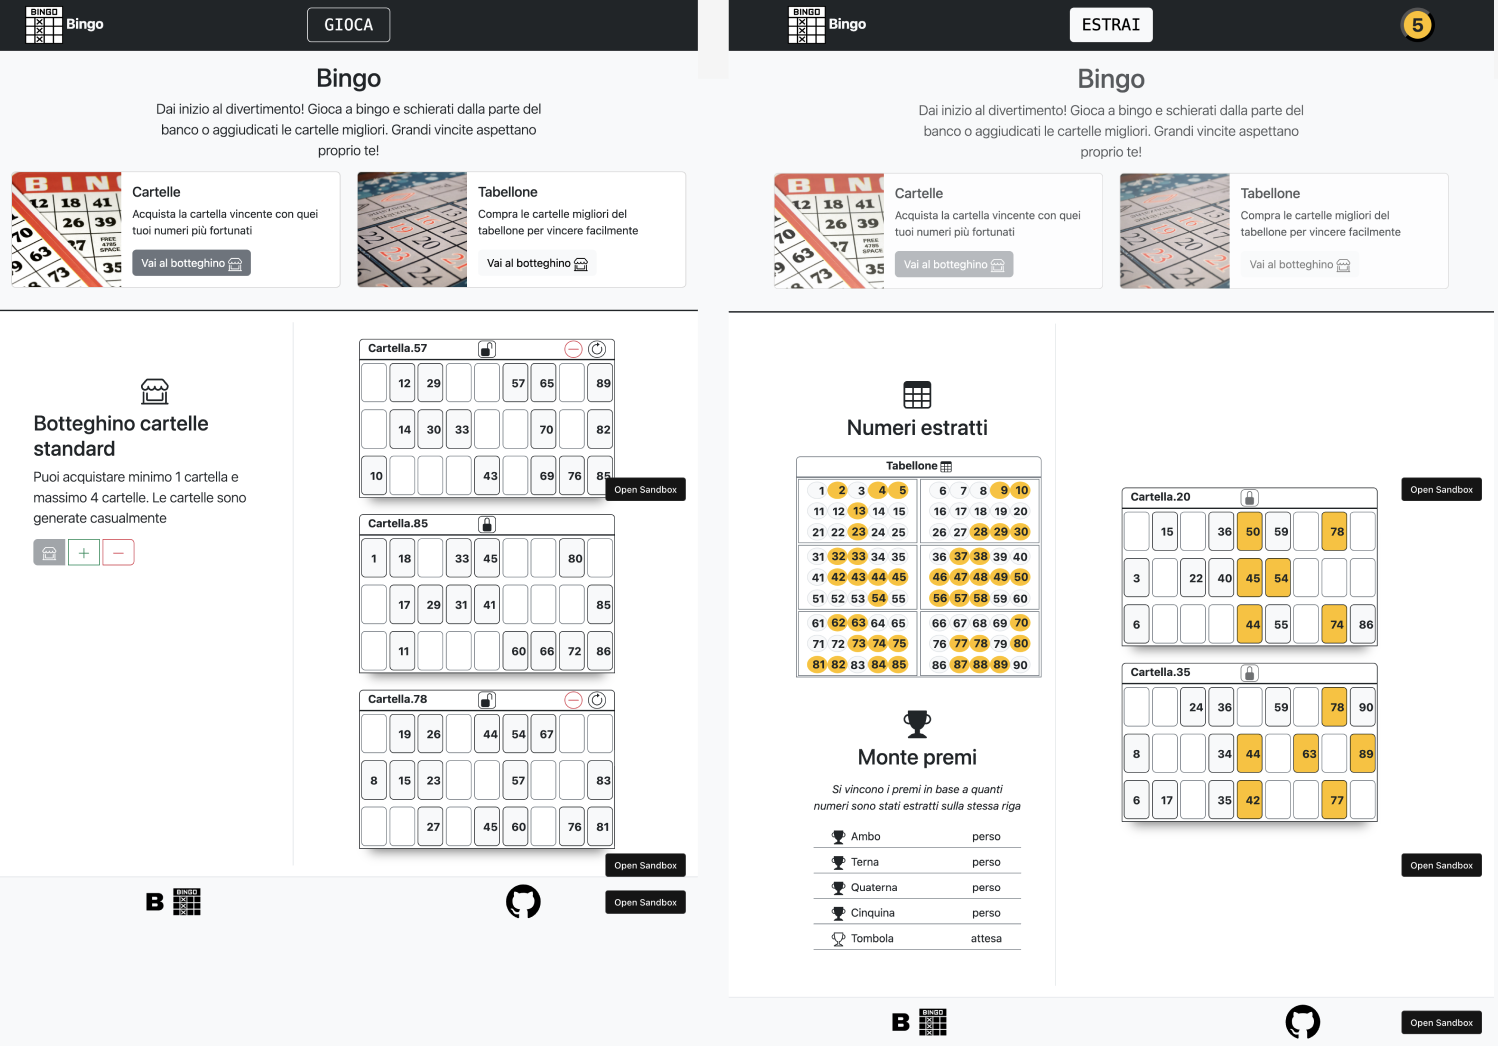 BINGO
Bingo
GIOCA
Bingo
Dai inizio al divertimento! Gioca a bingo e schierati dalla parte del
banco o aggiudicati le cartelle migliori. Grandi vincite aspettano
proprio te!
Cartelle
Acquista la cartella vincente con quei
tuoi numeri più fortunati
Vai al botteghino
Tabellone
Compra le cartelle migliori del
tabellone per vincere facilmente
Vai al botteghino
Botteghino cartelle
standard
Puoi acquistare minimo 1 cartella e
massimo 4 cartelle. Le cartelle sono
generate casualmente
Cartella.57
12 29 57 65 89
14 30 33 70 82
10 43 69 76 85
Open Sandbox
Cartella.85
1 18 33 45 80
17 29 31 41 85
11 60 66 72 86
Cartella.78
19 26 44 54 67
8 15 23 57 83
27 45 60 76 81
Open Sandbox
B BINGO
Open Sandbox
BINGO
Bingo
ESTRAI
5
Bingo
Dai inizio al divertimento! Gioca a bingo e schierati dalla parte del
banco o aggiudicati le cartelle migliori. Grandi vincite aspettano
proprio te!
Cartelle
Acquista la cartella vincente con quei
tuoi numeri più fortunati
Vai al botteghino
Tabellone
Compra le cartelle migliori del
tabellone per vincere facilmente
Vai al botteghino
Numeri estratti
Tabellone
1 2 3 4 5 6 7 8 9 10
11 12 13 14 15 16 17 18 19 20
21 22 23 24 25 26 27 28 29 30
31 32 33 34 35 36 37 38 39 40
41 42 43 44 45 46 47 48 49 50
51 52 53 54 55 56 57 58 59 60
61 62 63 64 65 66 67 68 69 70
71 72 73 74 75 76 77 78 79 80
81 82 83 84 85 86 87 88 89 90
Monte premi
Si vincono i premi in base a quanti
numeri sono stati estratti sulla stessa riga
Ambo perso
Terna perso
Quaterna perso
Cinquina perso
Tombola attesa
Open Sandbox
Cartella.20
15 36 50 59 78
3 22 40 45 54
6 44 55 74 86
Cartella.35
24 36 59 78 90
8 34 44 63 89
6 17 35 42 77
Open Sandbox
B BINGO
Open Sandbox